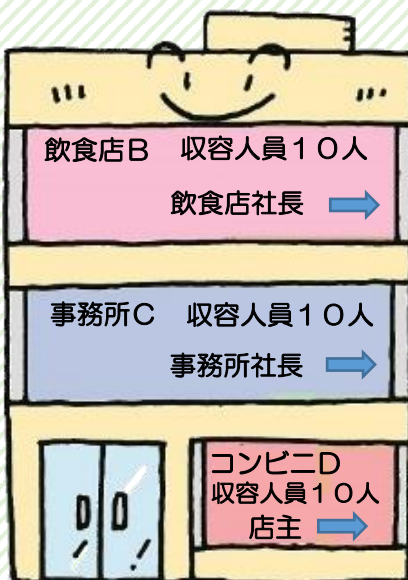 飲食店B 収容人員10人
飲食店社長
事務所C 収容人員10人
事務所社長
コンビニD
収容人員10人
店主